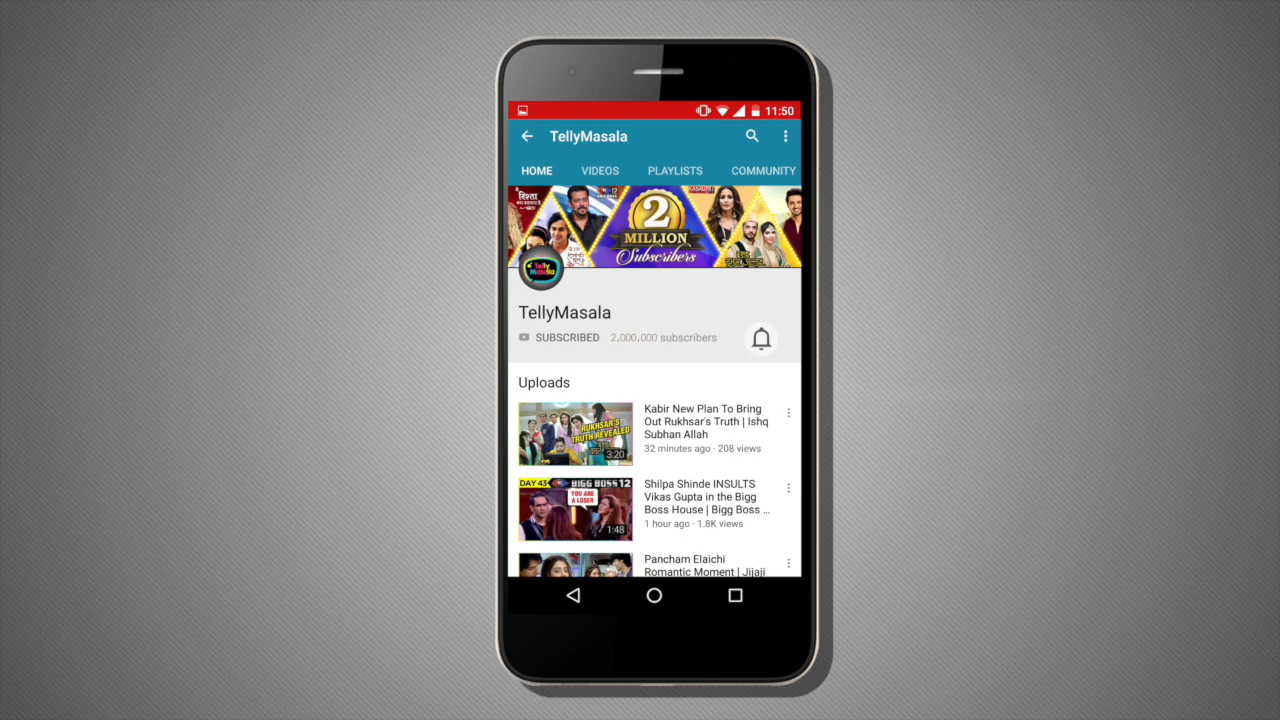 11:50
TellyMasala
HOME VIDEOS PLAYLISTS COMMUNITY
रिश्ता
2
MILLION
Subscribers
Telly
Masala
TellyMasala
SUBSCRIBED 2,000,000 subscribers
Uploads
RUKHSAR'S
TRUTH REVEALED
3:20
Kabir New Plan To Bring
Out Rukhsar's Truth | Ishq
Subhan Allah
32 minutes ago · 208 views
DAY 43 BIGG BOSS 12
YOU ARE
A LOSER
1:48
Shilpa Shinde INSULTS
Vikas Gupta in the Bigg
Boss House | Bigg Boss ...
1 hour ago · 1.8K views
Pancham Elaichi
Romantic Moment | Jijaji